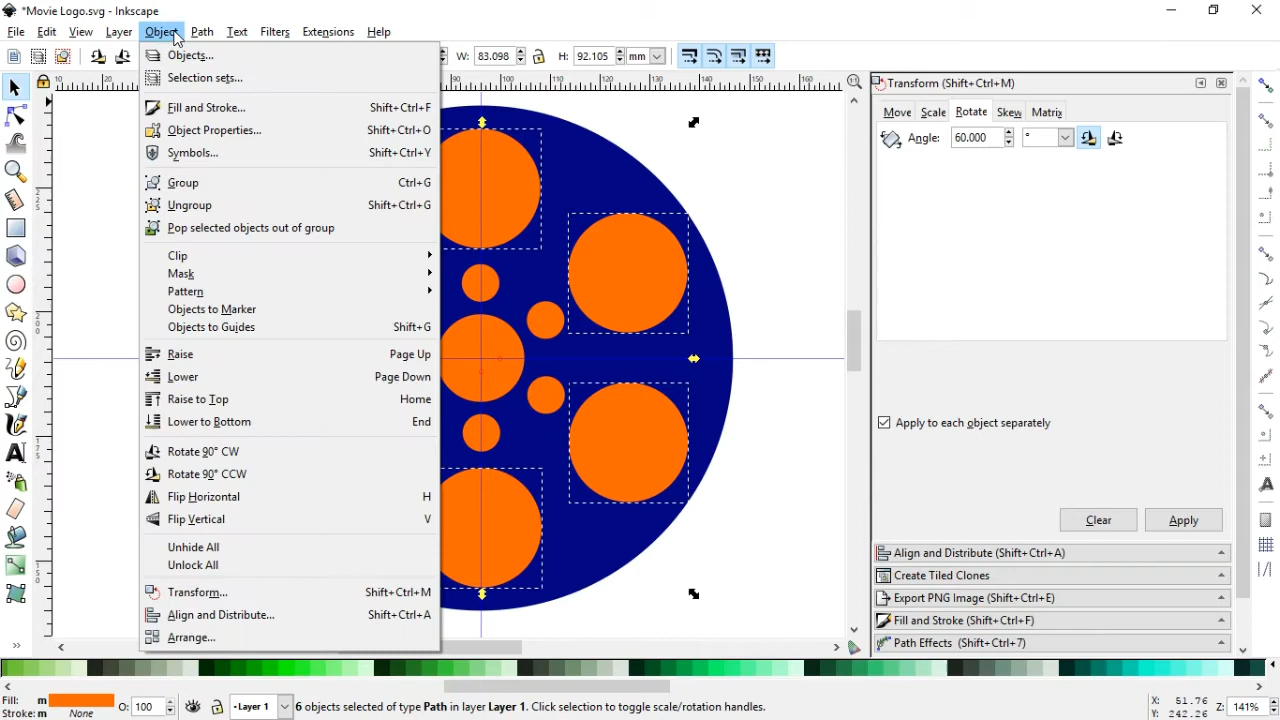 *Movie Logo.svg - Inkscape
File Edit View Layer Object Path Text Filters Extensions Help
W: 83.098 H: 92.105 mm
Objects...
Selection sets...
Fill and Stroke... Shift+Ctrl+F
Object Properties... Shift+Ctrl+O
Symbols... Shift+Ctrl+Y
Group Ctrl+G
Ungroup Shift+Ctrl+G
Pop selected objects out of group
Clip
Mask
Pattern
Objects to Marker
Objects to Guides Shift+G
Raise Page Up
Lower Page Down
Raise to Top Home
Lower to Bottom End
Rotate 90° CW
Rotate 90° CCW
Flip Horizontal H
Flip Vertical V
Unhide All
Unlock All
Transform... Shift+Ctrl+M
Align and Distribute... Shift+Ctrl+A
Arrange...
Transform (Shift+Ctrl+M)
Move Scale Rotate Skew Matrix
Angle: 60.000 °
Apply to each object separately
Clear Apply
Align and Distribute (Shift+Ctrl+A)
Create Tiled Clones
Export PNG Image (Shift+Ctrl+E)
Fill and Stroke (Shift+Ctrl+F)
Path Effects (Shift+Ctrl+7)
Fill: m
Stroke: m None
O: 100
Layer 1
6 objects selected of type Path in layer Layer 1. Click selection to toggle scale/rotation handles.
X: 51.76
Y: 242.26
Z: 141%